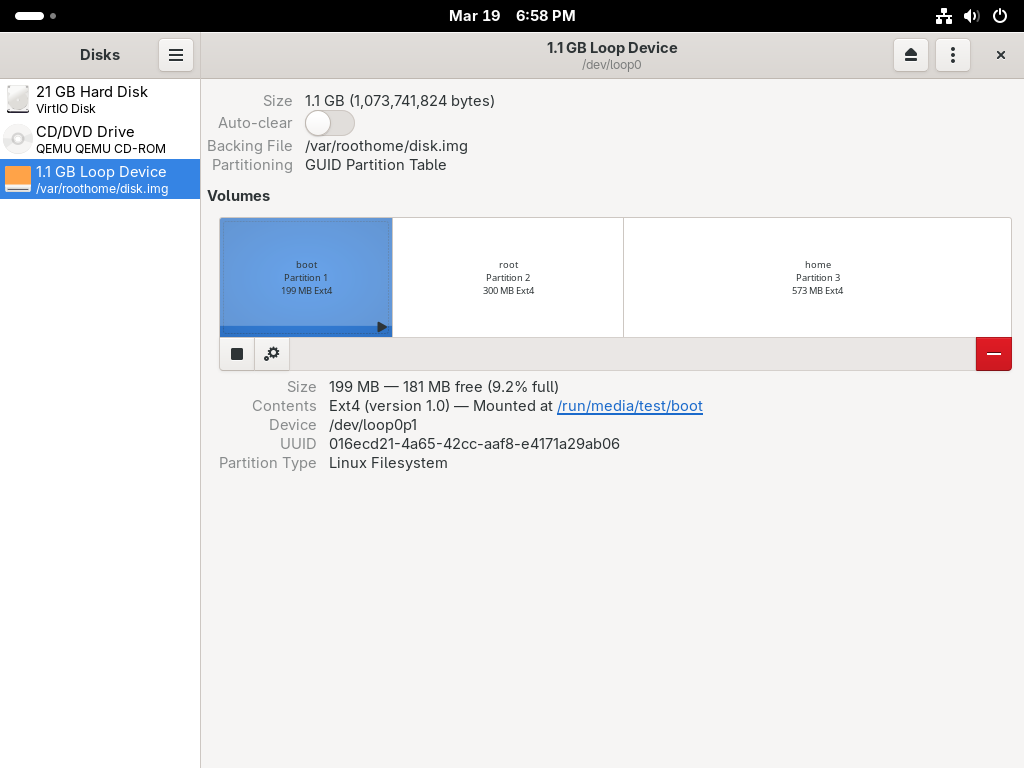 Mar 19 6:58 PM
Disks
1.1 GB Loop Device
/dev/loop0
21 GB Hard Disk
VirtIO Disk
CD/DVD Drive
QEMU QEMU CD-ROM
1.1 GB Loop Device
/var/roothome/disk.img
Size 1.1 GB (1,073,741,824 bytes)
Auto-clear
Backing File /var/roothome/disk.img
Partitioning GUID Partition Table
Volumes
boot
Partition 1
199 MB Ext4
root
Partition 2
300 MB Ext4
home
Partition 3
573 MB Ext4
Size 199 MB — 181 MB free (9.2% full)
Contents Ext4 (version 1.0) — Mounted at /run/media/test/boot
Device /dev/loop0p1
UUID 016ecd21-4a65-42cc-aaf8-e4171a29ab06
Partition Type Linux Filesystem